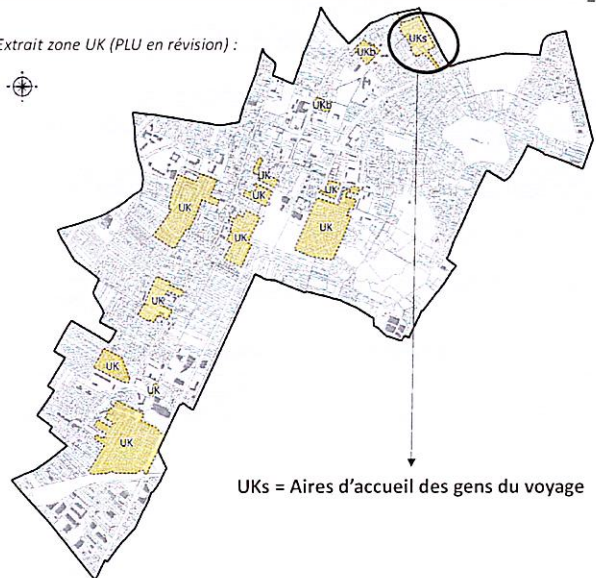 Extrait zone UK (PLU en révision) :
UKs
UKb
UKb
UK
UK
UK
UK
UK
UK
UK
UK
UK
UK
UKs = Aires d'accueil des gens du voyage